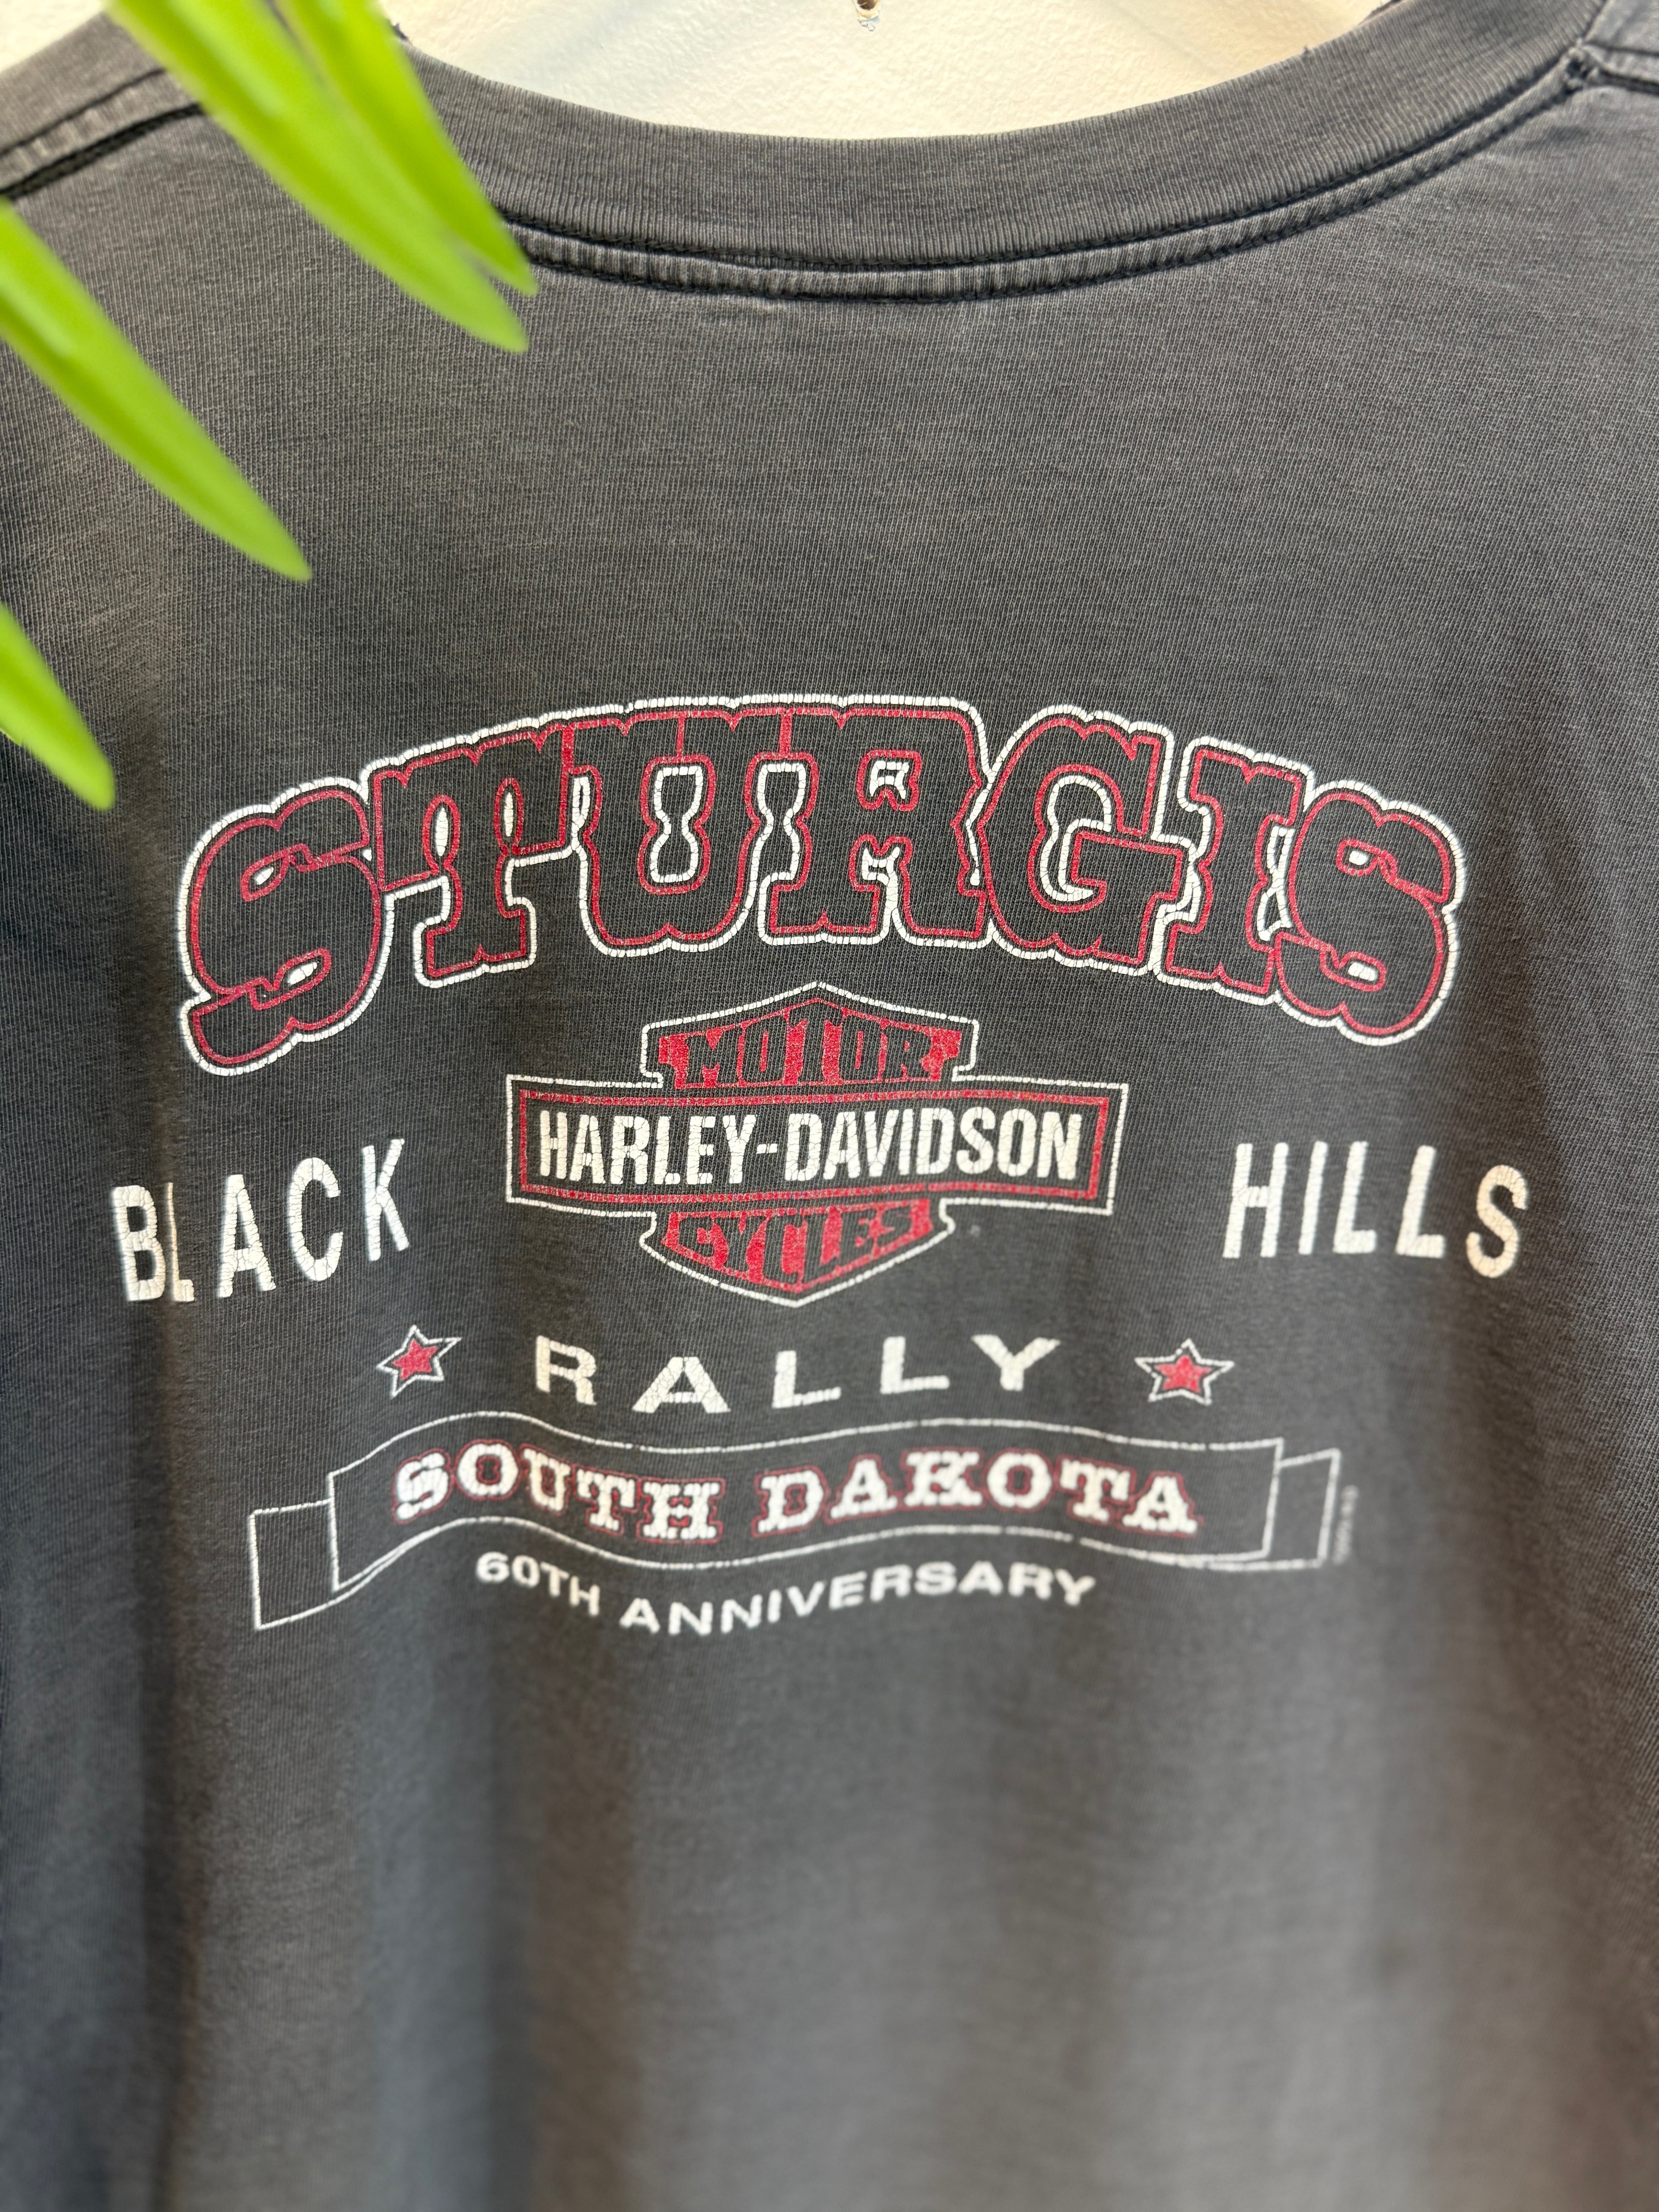 STURGIS
MOTOR
HARLEY-DAVIDSON
CYCLES
BLACK HILLS
RALLY
SOUTH DAKOTA
60TH ANNIVERSARY